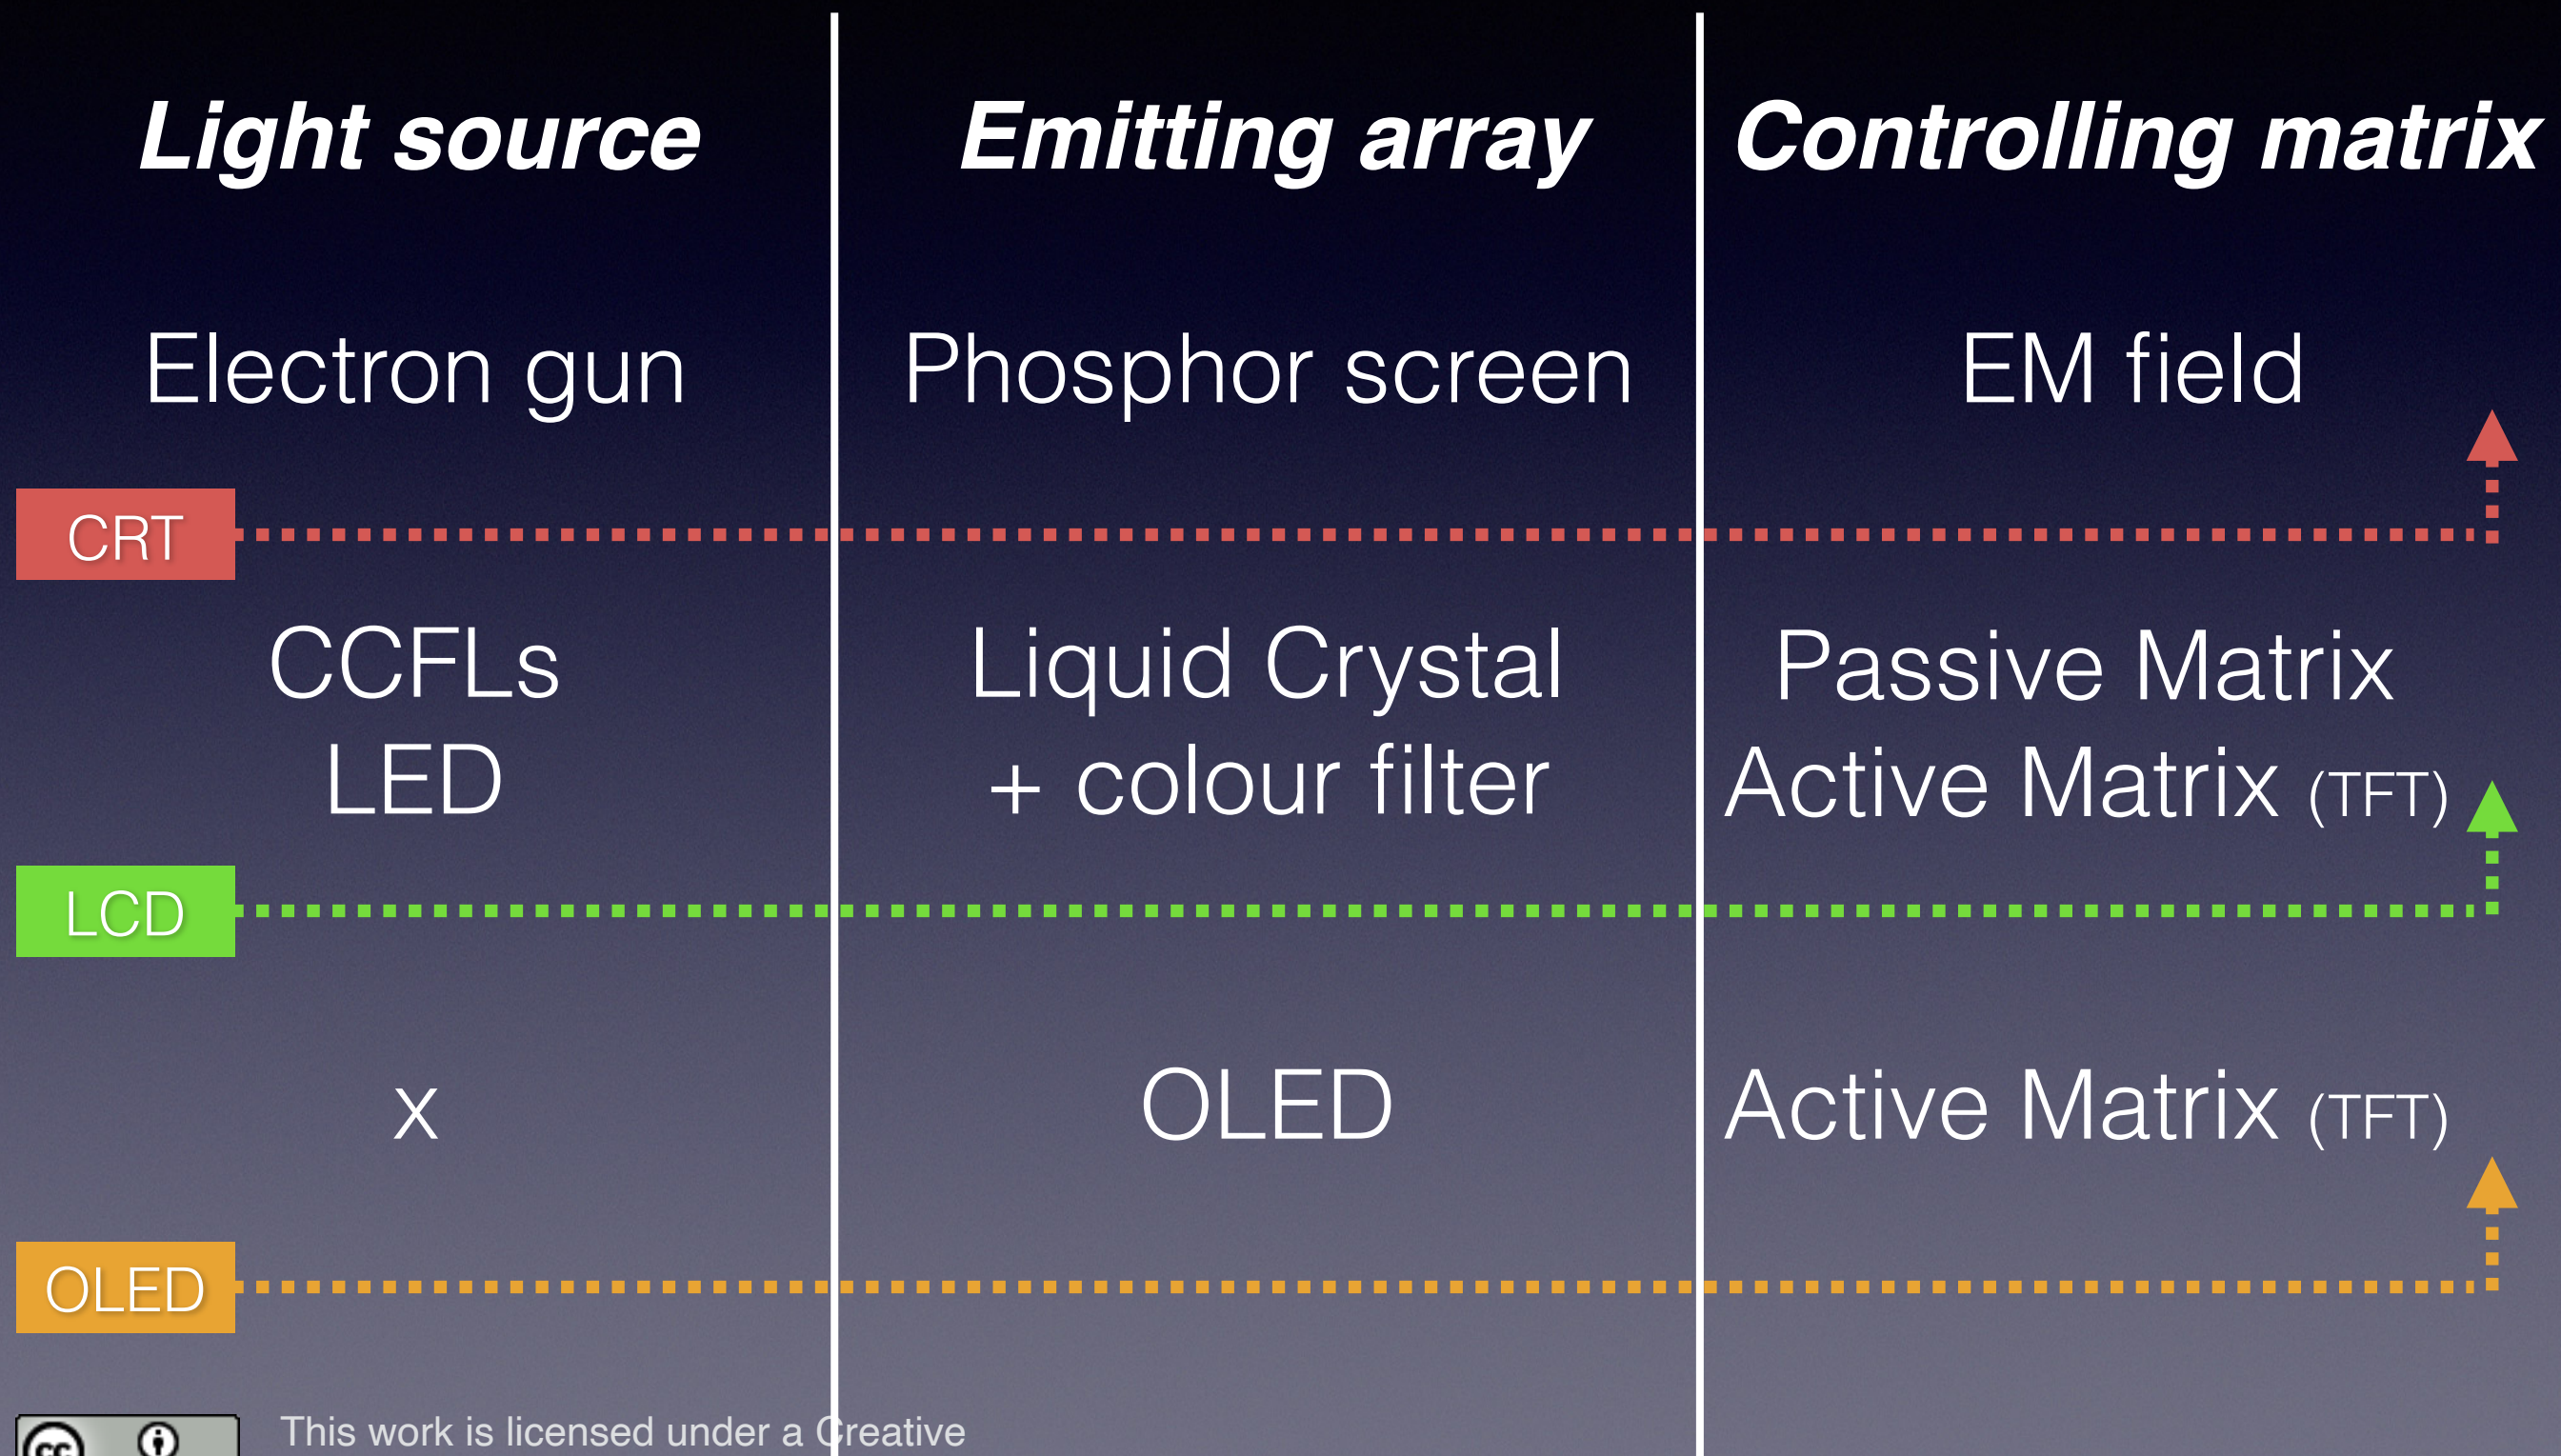 Light source
Emitting array
Controlling matrix
Electron gun
Phosphor screen
EM field
CRT
CCFLs
LED
Liquid Crystal
+ colour filter
Passive Matrix
Active Matrix (TFT)
LCD
x
OLED
Active Matrix (TFT)
OLED
cc
This work is licensed under a Creative